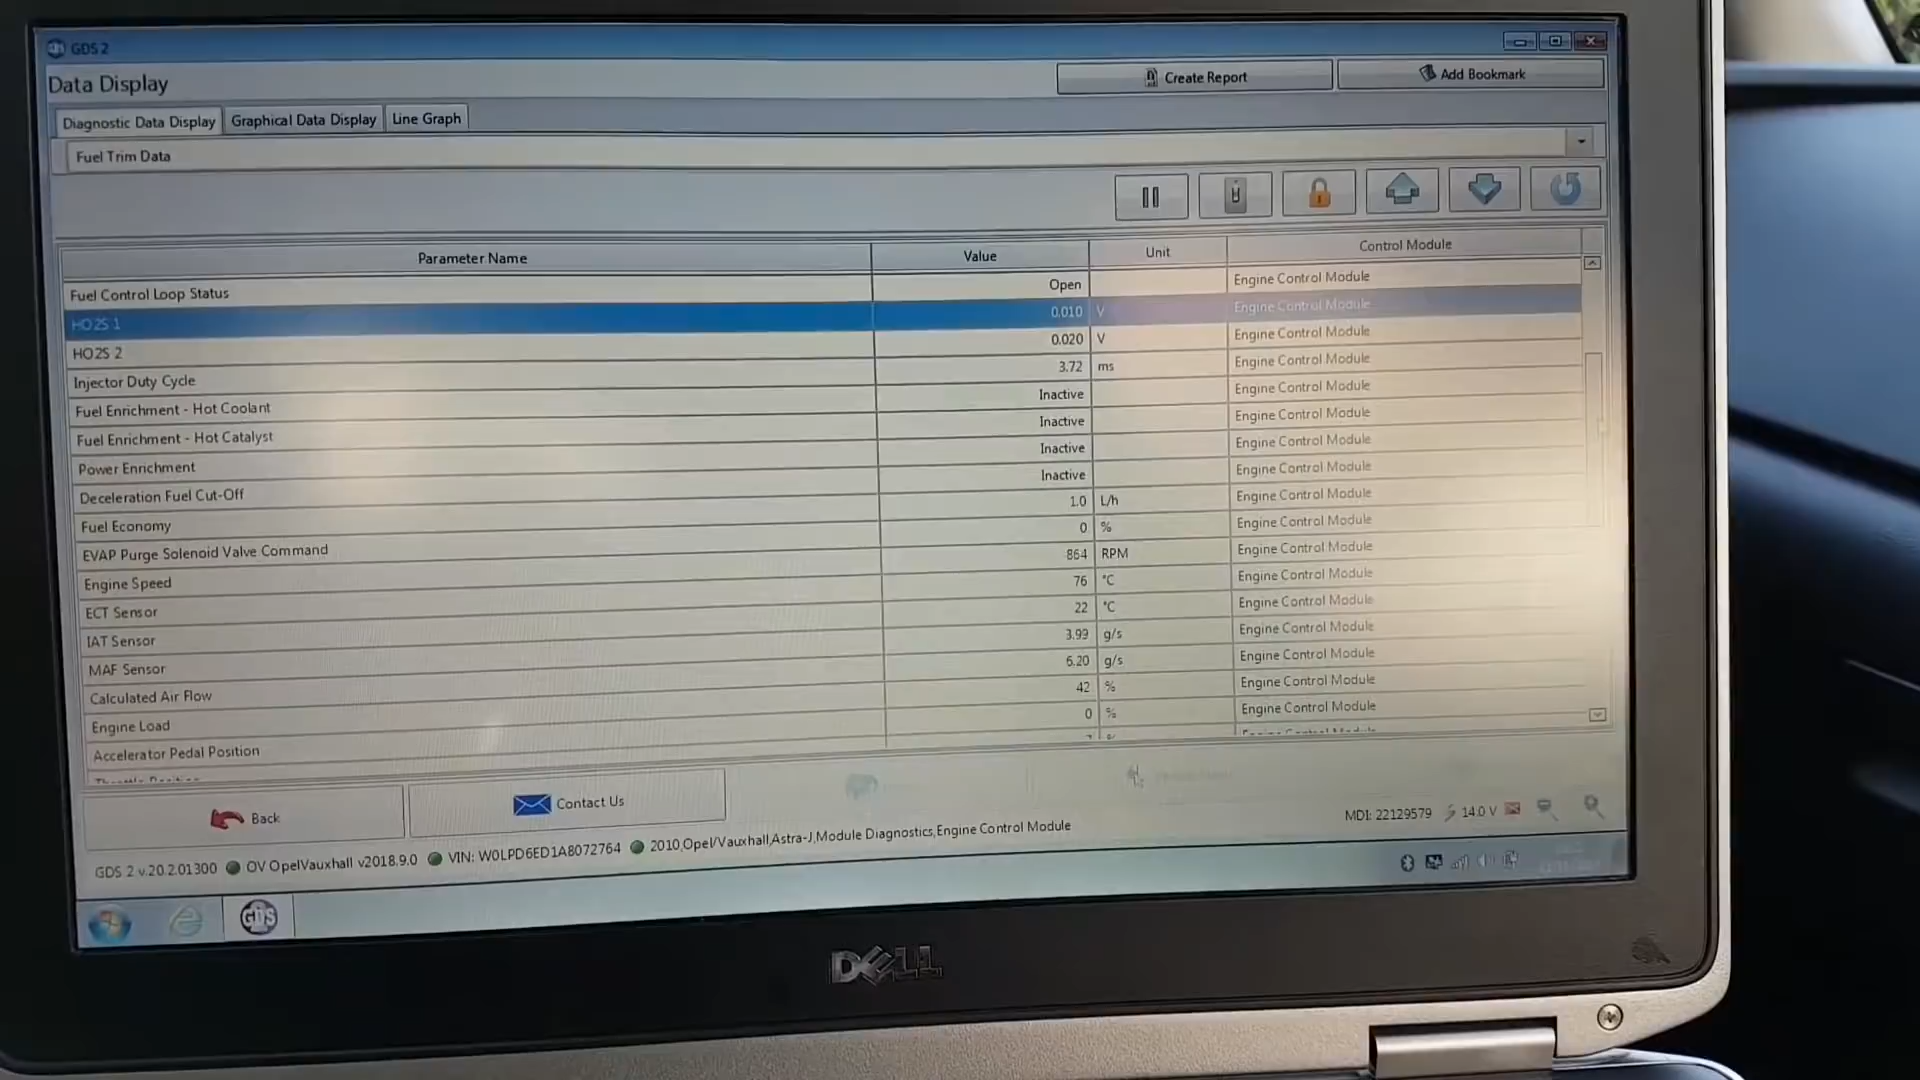 GDS 2
Data Display
Create Report
Add Bookmark
Diagnostic Data Display
Graphical Data Display
Line Graph
Fuel Trim Data
Parameter Name Value Unit Control Module
Fuel Control Loop Status Open Engine Control Module
HO2S 1 0.010 V Engine Control Module
HO2S 2 0.020 V Engine Control Module
Injector Duty Cycle 3.72 ms Engine Control Module
Fuel Enrichment - Hot Coolant Inactive Engine Control Module
Fuel Enrichment - Hot Catalyst Inactive Engine Control Module
Power Enrichment Inactive Engine Control Module
Deceleration Fuel Cut-Off Inactive Engine Control Module
Fuel Economy 1.0 L/h Engine Control Module
EVAP Purge Solenoid Valve Command 0 % Engine Control Module
Engine Speed 864 RPM Engine Control Module
ECT Sensor 76 °C Engine Control Module
IAT Sensor 22 °C Engine Control Module
MAF Sensor 3.99 g/s Engine Control Module
Calculated Air Flow 6.20 g/s Engine Control Module
Engine Load 42 % Engine Control Module
Accelerator Pedal Position 0 % Engine Control Module
Back
Contact Us
MDI: 22129579 14.0 V
GDS 2 v.20.2.01300 OV OpelVauxhall v2018.9.0 VIN: W0LPD6ED1A8072764 2010,Opel/Vauxhall,Astra-J,Module Diagnostics,Engine Control Module
GDS
DELL